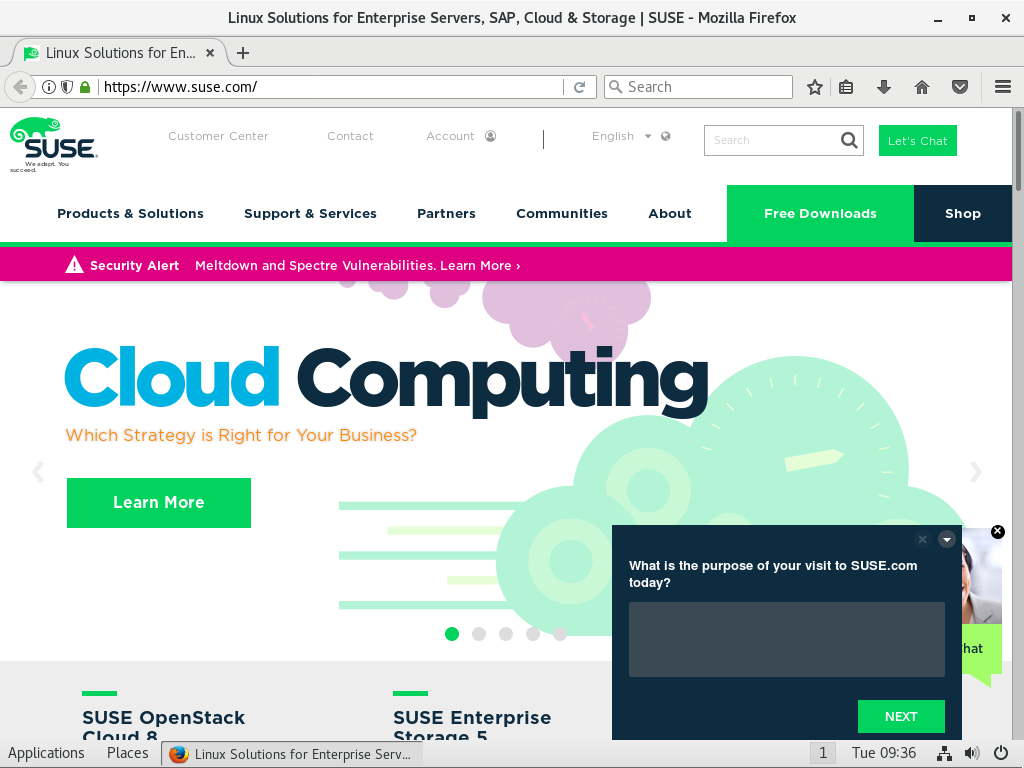 Linux Solutions for Enterprise Servers, SAP, Cloud & Storage | SUSE - Mozilla Firefox
Linux Solutions for En...
https://www.suse.com/
Search
SUSE
We adapt. You succeed.
Customer Center
Contact
Account
English
Search
Let's Chat
Products & Solutions
Support & Services
Partners
Communities
About
Free Downloads
Shop
Security Alert Meltdown and Spectre Vulnerabilities. Learn More ›
Cloud Computing
Which Strategy is Right for Your Business?
Learn More
What is the purpose of your visit to SUSE.com
today?
hat
NEXT
SUSE OpenStack
Cloud 8
SUSE Enterprise
Storage 5
Applications
Places
Linux Solutions for Enterprise Serv...
1
Tue 09:36